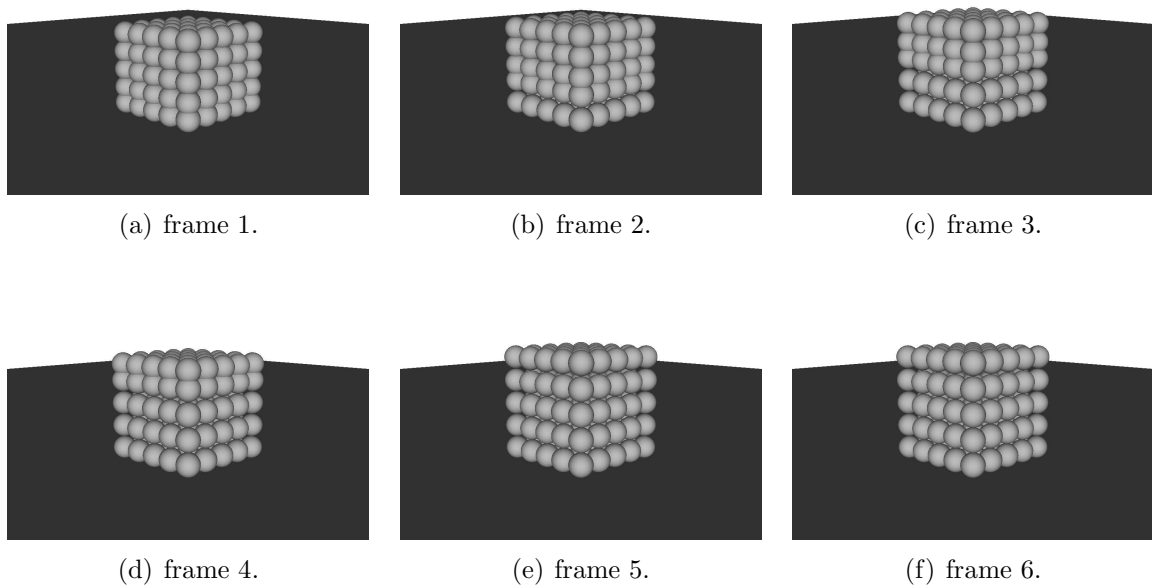 (a) frame 1.
(b) frame 2.
(c) frame 3.
(d) frame 4.
(e) frame 5.
(f) frame 6.